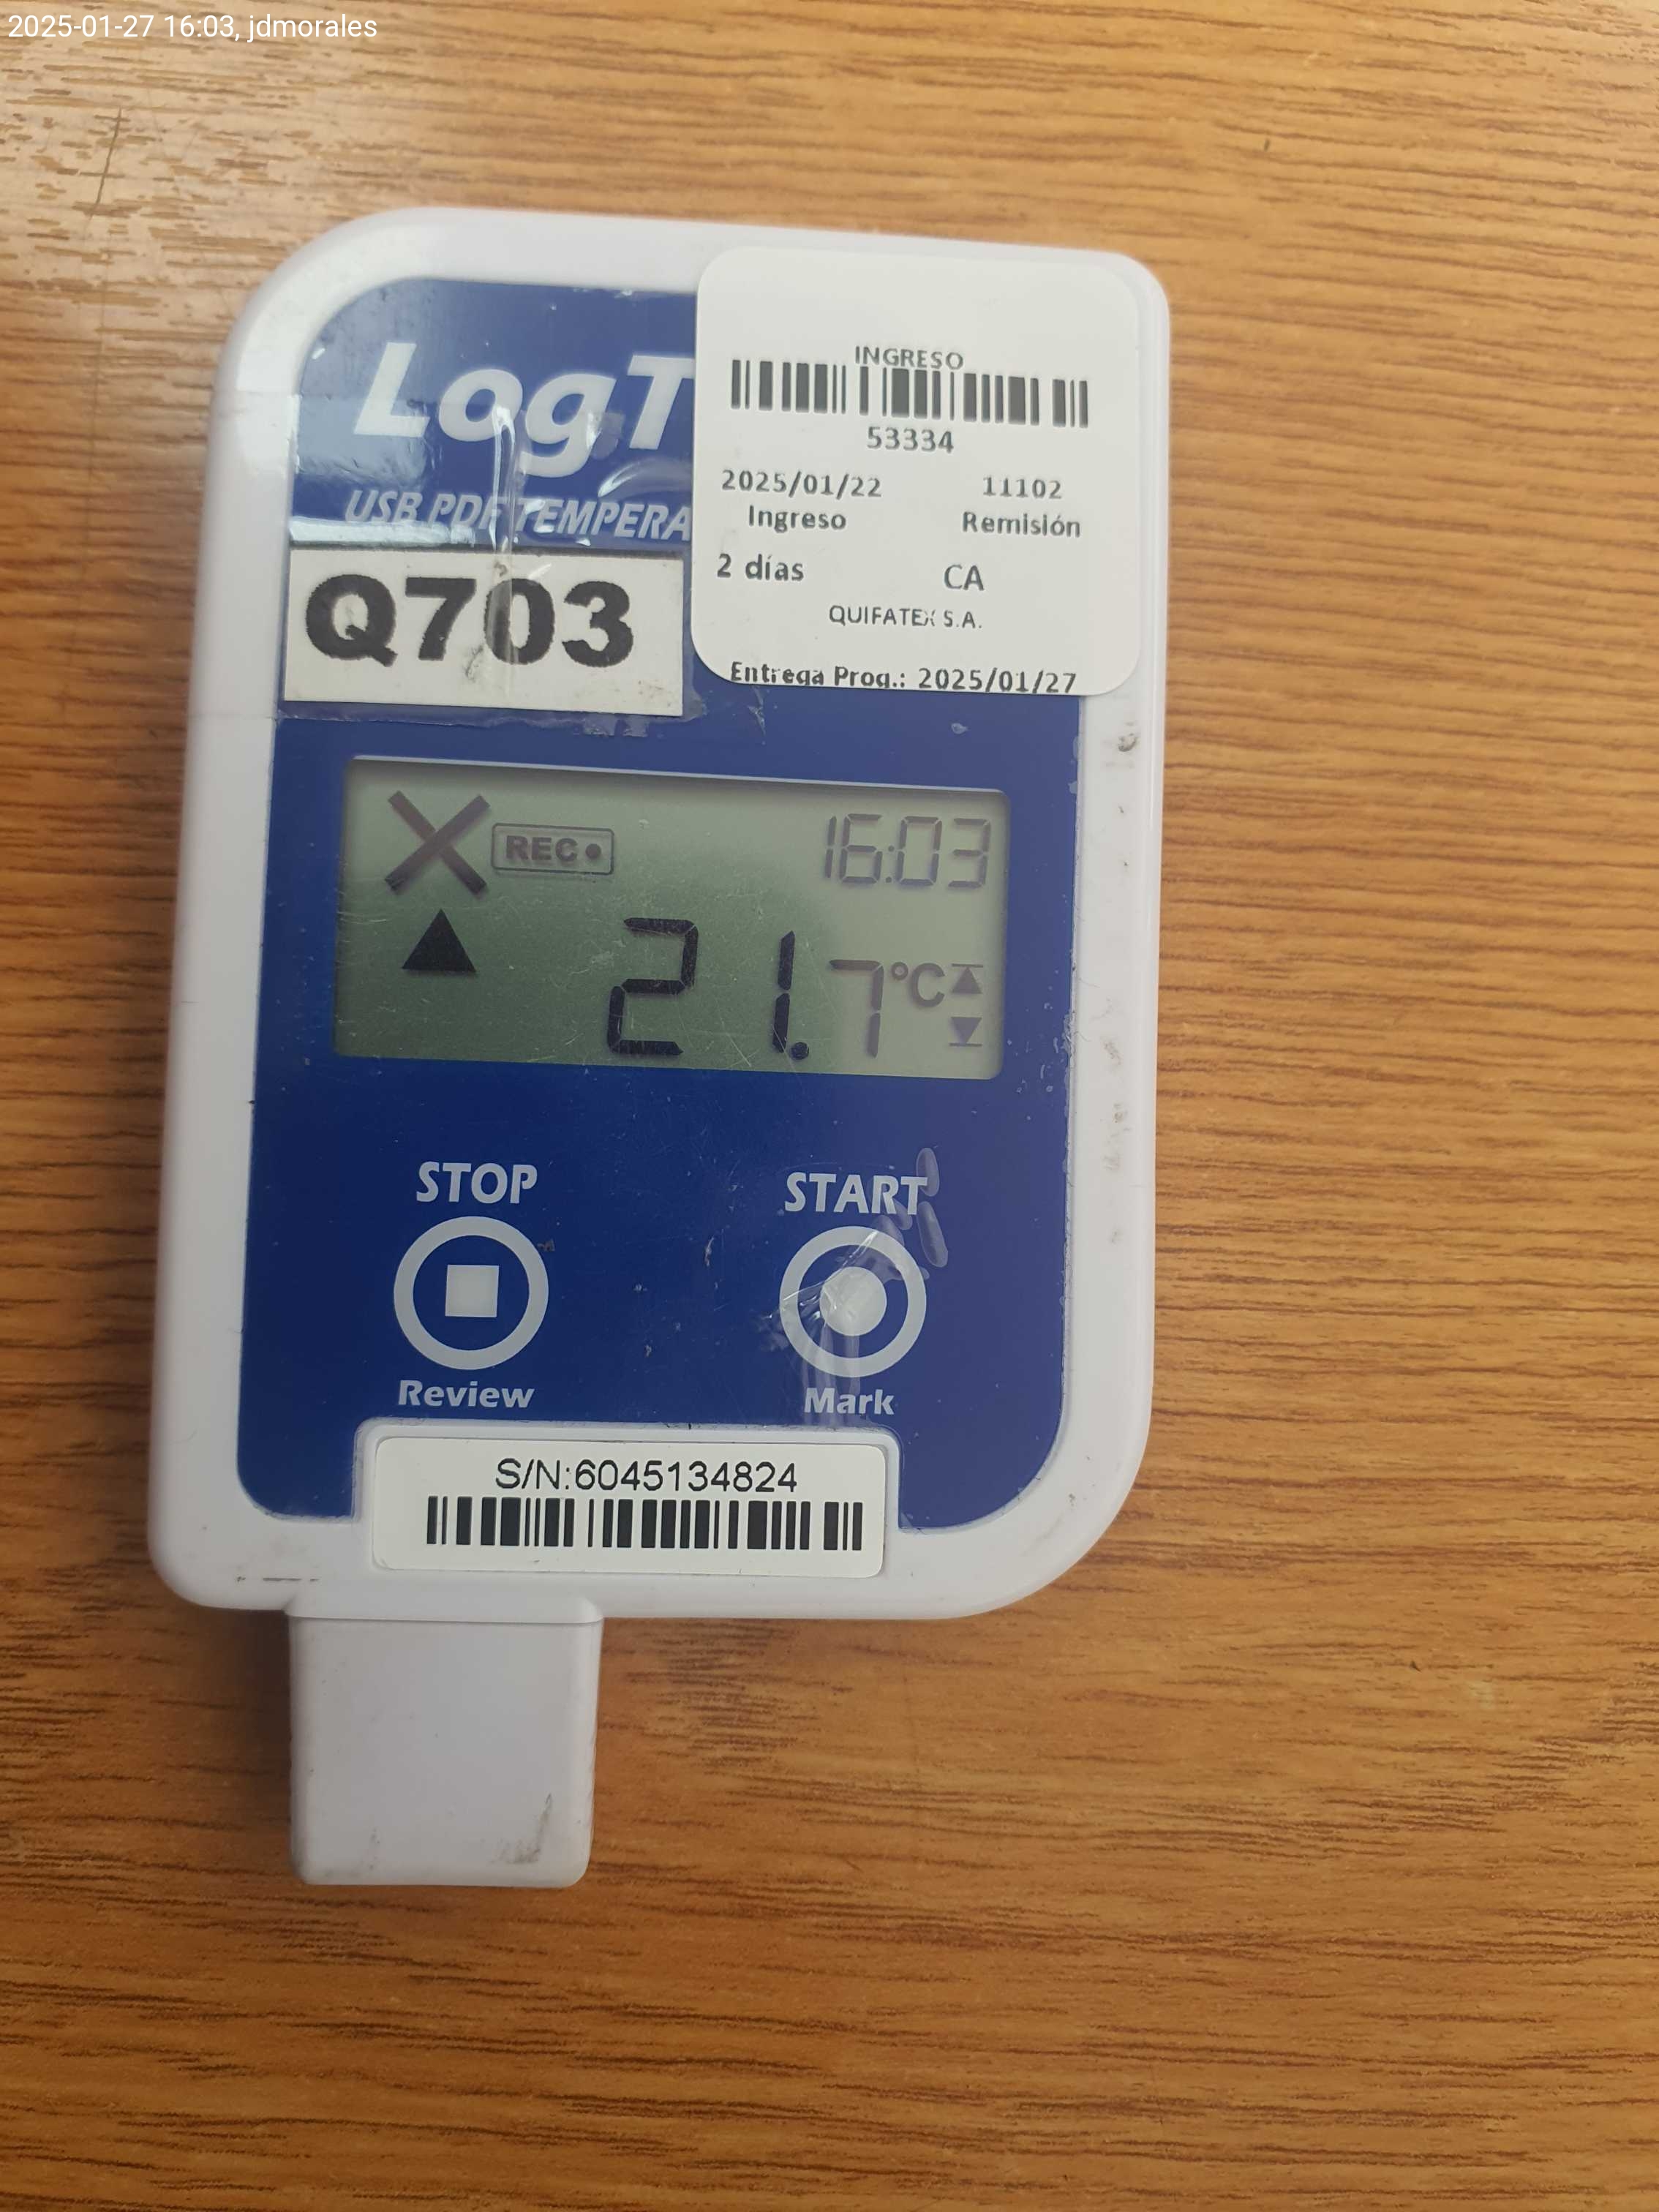 2025-01-27 16:03, jdmorales
LogT
USB PDF TEMPERA
INGRESO
53334
2025/01/22 11102
Ingreso Remisión
2 días CA
QUIFATEX S.A.
Entrega Prog.: 2025/01/27
Q703
REC 16:03
21.7 °C
STOP START
Review Mark
S/N:6045134824